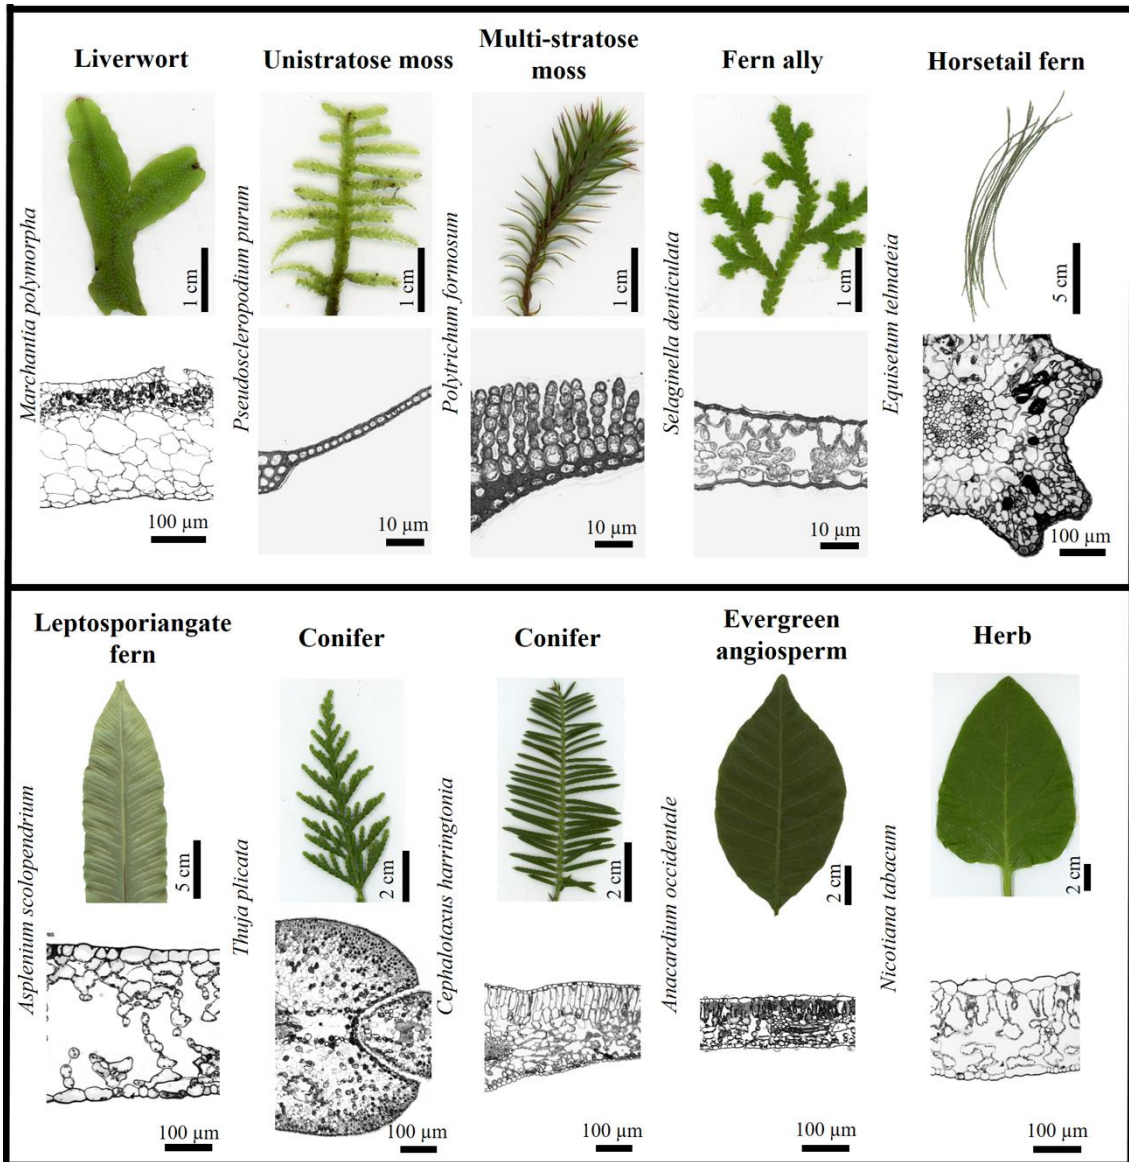 Liverwort
Unistratose moss
Multi-stratose
moss
Fern ally
Horsetail fern
Marchantia polymorpha
1 cm
Pseudoscleropodium purum
1 cm
Polytrichum formosum
1 cm
Selaginella denticulata
1 cm
Equisetum telmateia
5 cm
100 µm
10 µm
10 µm
10 µm
100 µm
Leptosporiangate
fern
Conifer
Conifer
Evergreen
angiosperm
Herb
Asplenium scolopendrium
5 cm
Thuja plicata
2 cm
Cephalotaxus harringtonia
2 cm
Anacardium occidentale
2 cm
Nicotiana tabacum
2 cm
100 µm
100 µm
100 µm
100 µm
100 µm